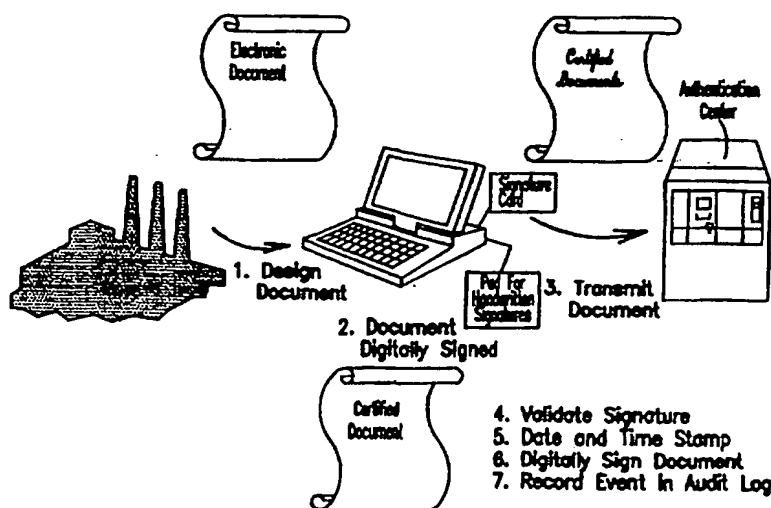 Electronic
Document
Certified
Documents
Authentication
Center
Signature
Card
1. Design
Document
Pad For
Handwritten
Signatures
3. Transmit
Document
2. Document
Digitally Signed
Certified
Document
4. Validate Signature
5. Date and Time Stamp
6. Digitally Sign Document
7. Record Event In Audit Log